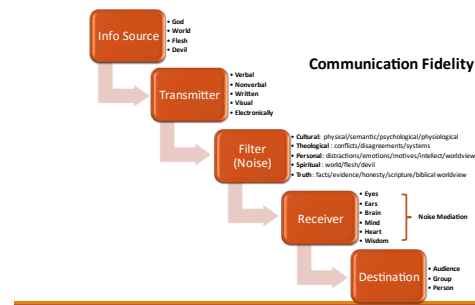 Communication Fidelity
Info Source
• God
• World
• Flesh
• Devil
Transmitter
• Verbal
• Nonverbal
• Written
• Visual
• Electronically
Filter
(Noise)
• Cultural: physical/semantic/psychological/physiological
• Theological : conflicts/disagreements/systems
• Personal : distractions/emotions/motives/intellect/worldview
• Spiritual : world/flesh/devil
• Truth : facts/evidence/honesty/scripture/biblical worldview
Receiver
• Eyes
• Ears
• Brain
• Mind
• Heart
• Wisdom
Noise Mediation
Destination
• Audience
• Group
• Person